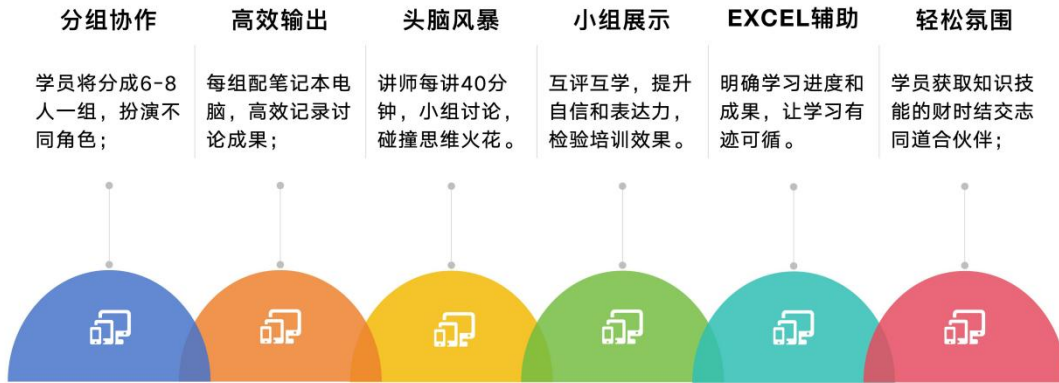 分组协作
学员将分成6-8
人一组，扮演不
同角色；
高效输出
每组配笔记本电
脑，高效记录讨
论成果；
头脑风暴
讲师每讲40分
钟，小组讨论，
碰撞思维火花。
小组展示
互评互学，提升
自信和表达力，
检验培训效果。
EXCEL辅助
明确学习进度和
成果，让学习有
迹可循。
轻松氛围
学员获取知识技
能的财时结交志
同道合伙伴；